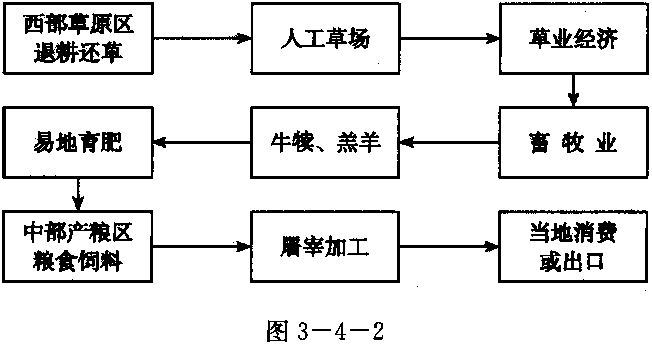 西部草原区
退耕还草
人工草场
草业经济
易地育肥
牛犊、羔羊
畜牧业
中部产粮区
粮食饲料
屠宰加工
当地消费
或出口
图3-4-2